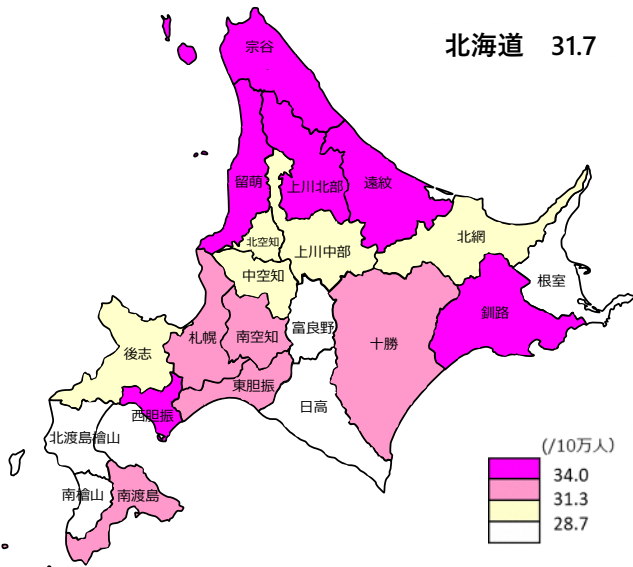 北海道　31.7
宗谷
留萌
上川北部
遠紋
北空知
上川中部
北網
中空知
根室
釧路
富良野
札幌
南空知
十勝
後志
東胆振
日高
西胆振
北渡島檜山
南檜山
南渡島
(/10万人)
34.0
31.3
28.7